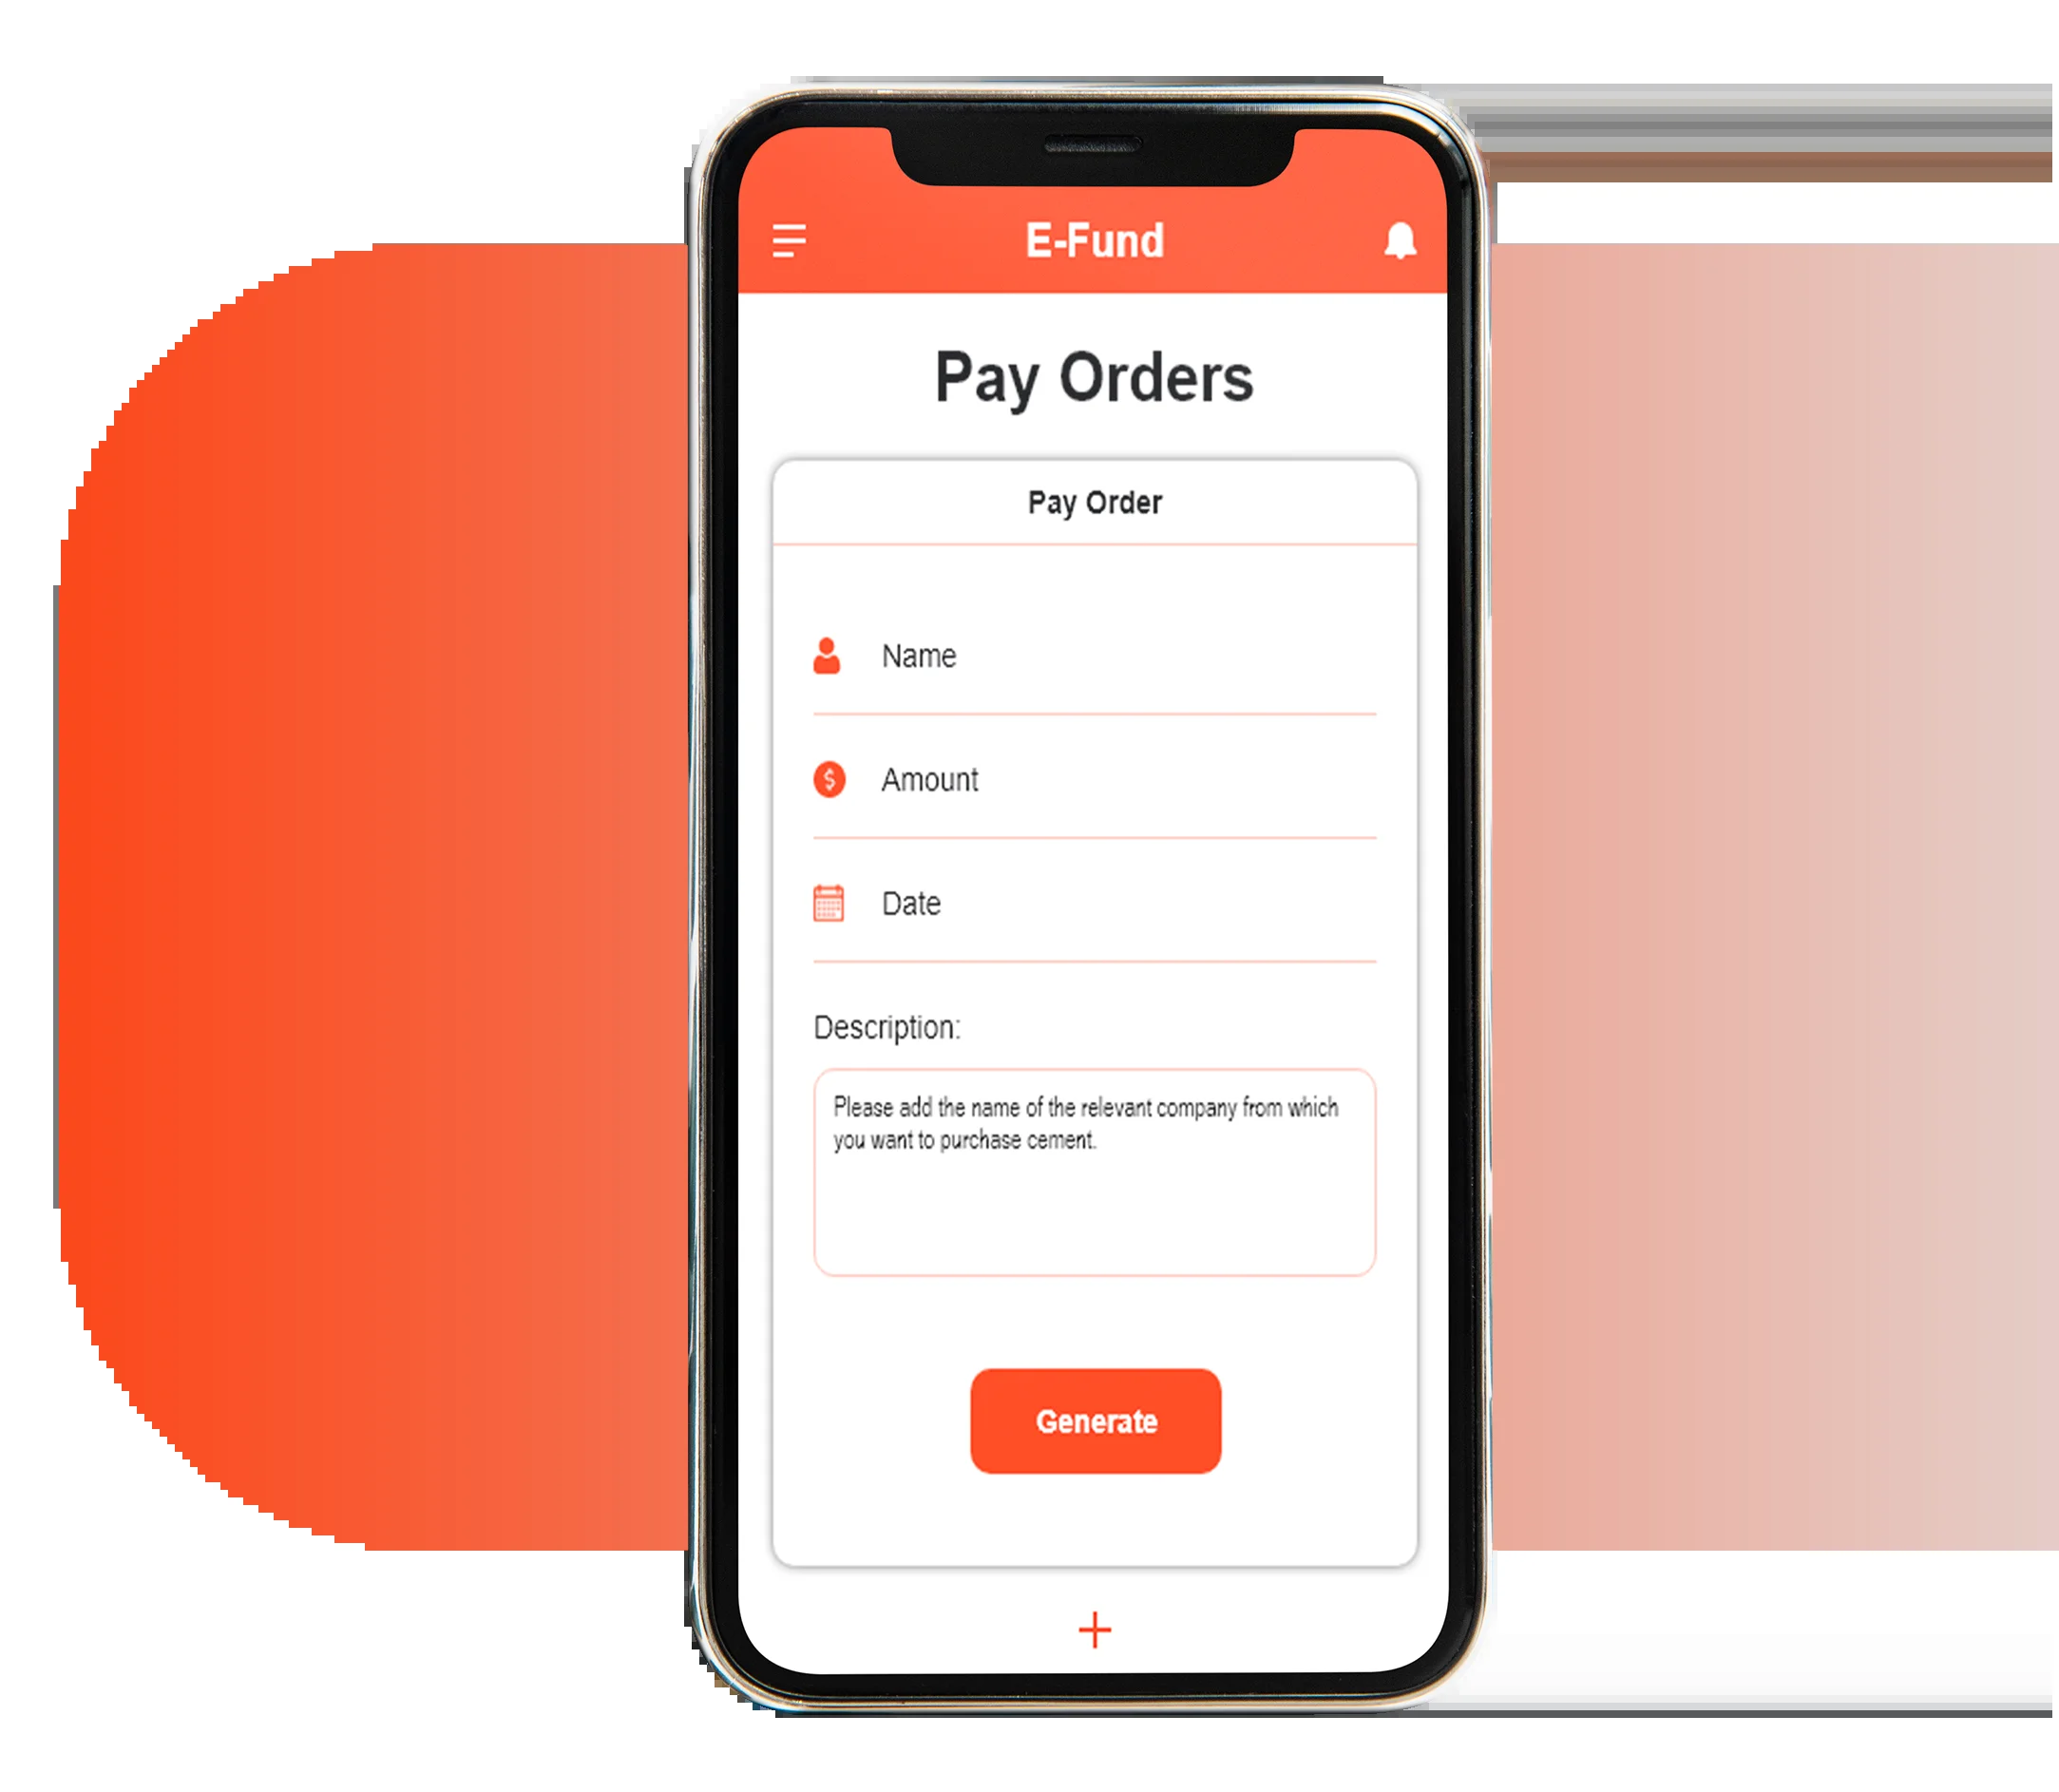 E-Fund
Pay Orders
Pay Order
Name
$
Amount
Date
Description:
Please add the name of the relevant company from which
you want to purchase cement.
Generate